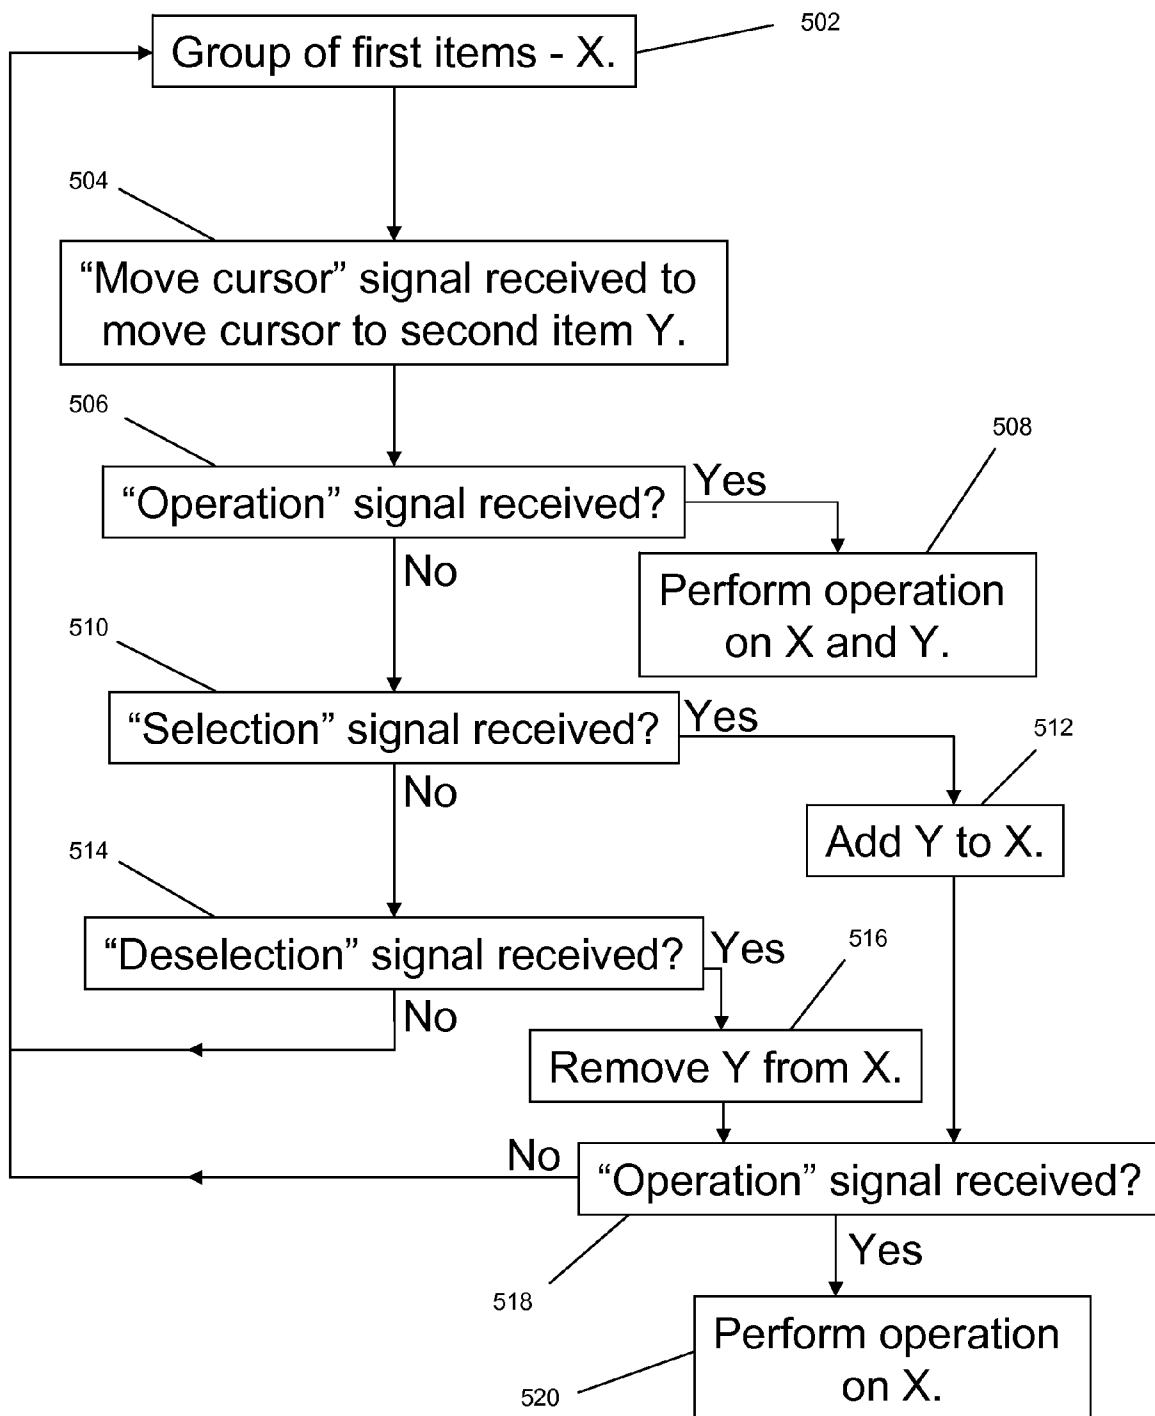 502
Group of first items - X.
504
“Move cursor” signal received to
move cursor to second item Y.
506
508
“Operation” signal received?
Yes
No
Perform operation
on X and Y.
510
“Selection” signal received?
Yes
512
No
Add Y to X.
514
516
“Deselection” signal received?
Yes
No
Remove Y from X.
No
“Operation” signal received?
Yes
518
Perform operation
on X.
520